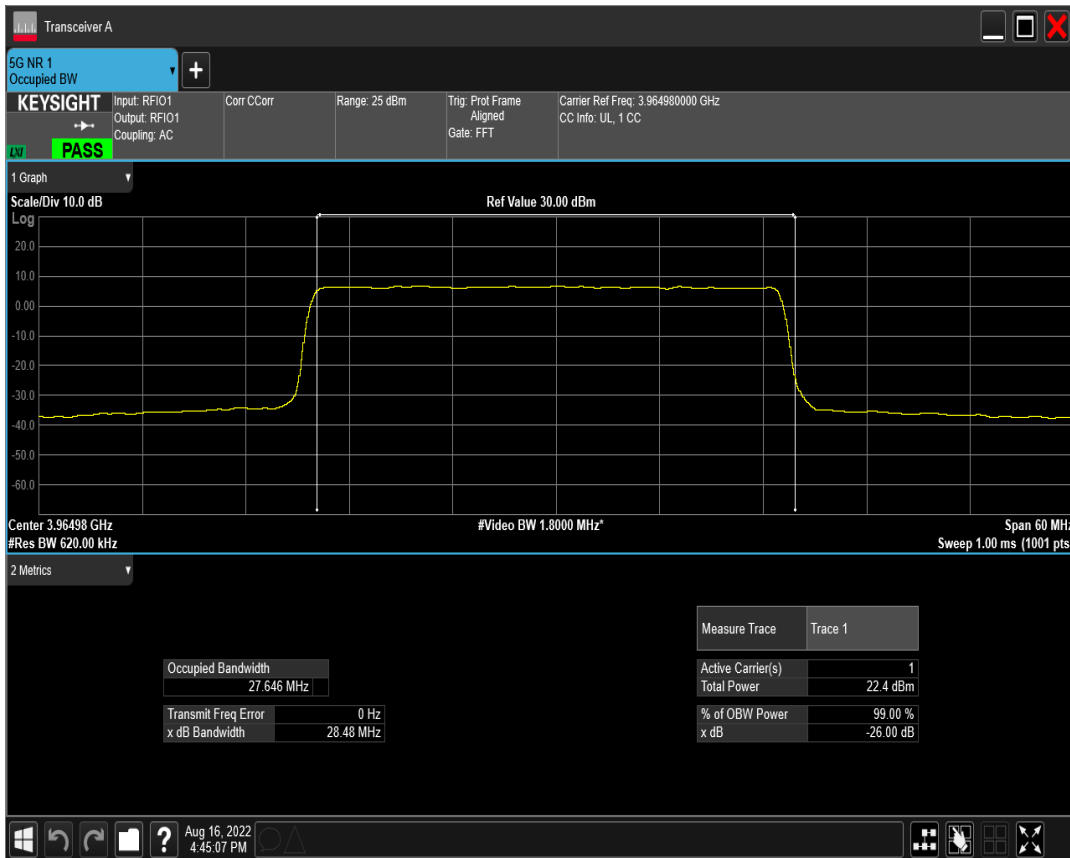 Transceiver A
5G NR 1
Occupied BW
KEYSIGHT
LXI
PASS
Input: RFIO1
Output: RFIO1
Coupling: AC
Corr CCorr
Range: 25 dBm
Trig: Prot Frame
Aligned
Gate: FFT
Carrier Ref Freq: 3.964980000 GHz
CC Info: UL, 1 CC
1 Graph
Scale/Div 10.0 dB
Ref Value 30.00 dBm
Log
20.0
10.0
0.00
-10.0
-20.0
-30.0
-40.0
-50.0
-60.0
Center 3.96498 GHz
#Video BW 1.8000 MHz*
Span 60 MHz
#Res BW 620.00 kHz
Sweep 1.00 ms (1001 pts
2 Metrics
Measure Trace Trace 1
Occupied Bandwidth
27.646 MHz
Active Carrier(s) 1
Total Power 22.4 dBm
Transmit Freq Error 0 Hz
x dB Bandwidth 28.48 MHz
% of OBW Power 99.00 %
x dB -26.00 dB
?
Aug 16, 2022
4:45:07 PM